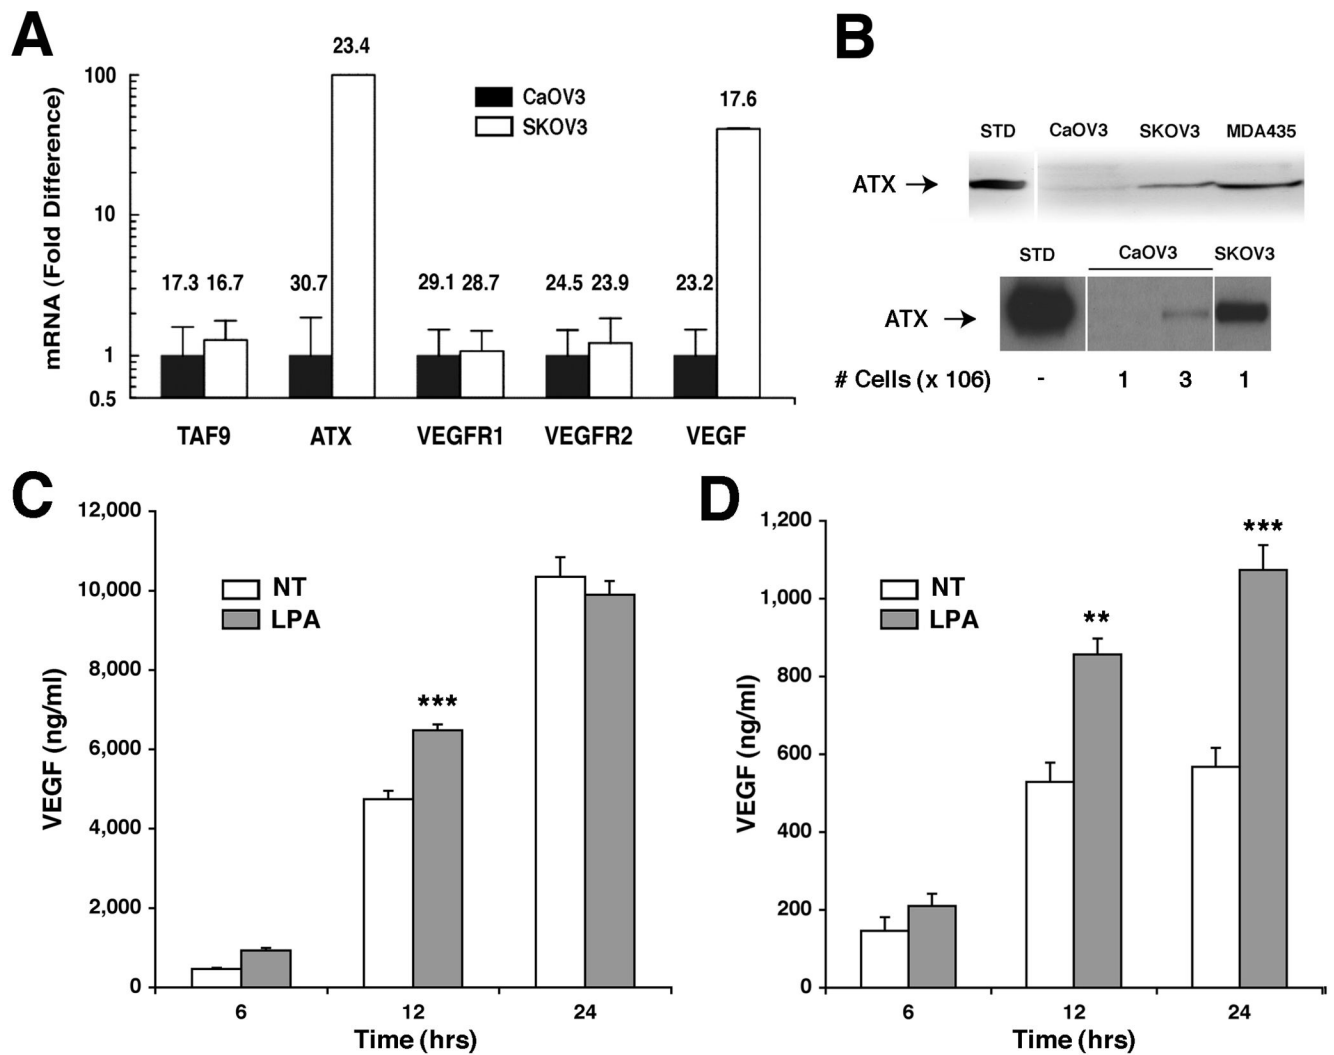 A
23.4
100
mRNA (Fold Difference)
CaOV3
SKOV3
17.6
10
17.3 16.7 30.7 29.1 28.7 24.5 23.9 23.2
1
0.5
TAF9 ATX VEGFR1 VEGFR2 VEGF
B
STD CaOV3 SKOV3 MDA435
ATX
STD CaOV3 SKOV3
ATX
# Cells (x 106) - 1 3 1
C
12,000
10,000
8,000
6,000
4,000
2,000
0
VEGF (ng/ml)
NT
LPA
***
6 12 24
Time (hrs)
D
1,200
1,000
800
600
400
200
0
VEGF (ng/ml)
NT
LPA
**
***
6 12 24
Time (hrs)